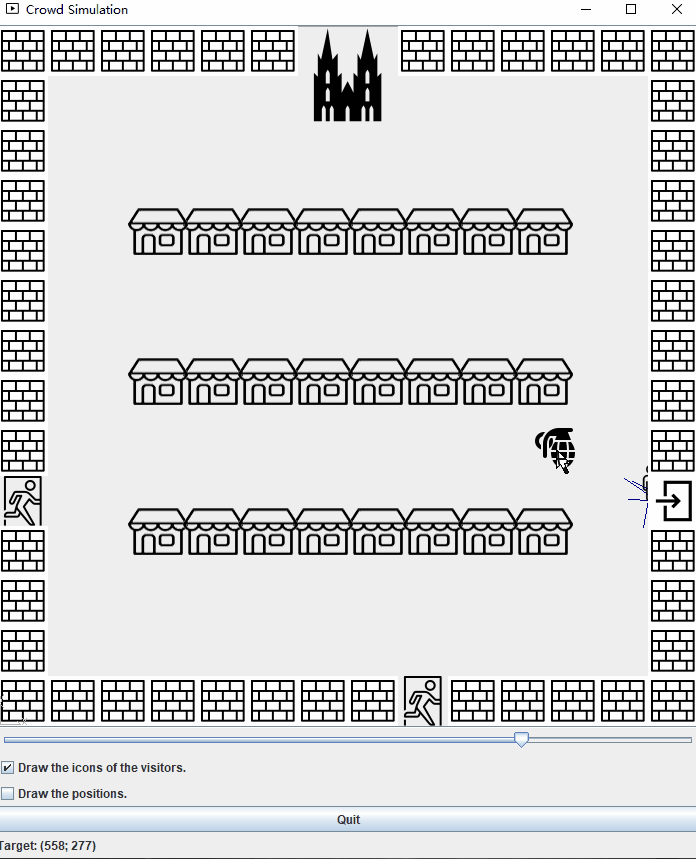 Crowd Simulation
Draw the icons of the visitors.
Draw the positions.
Quit
Target: (558; 277)